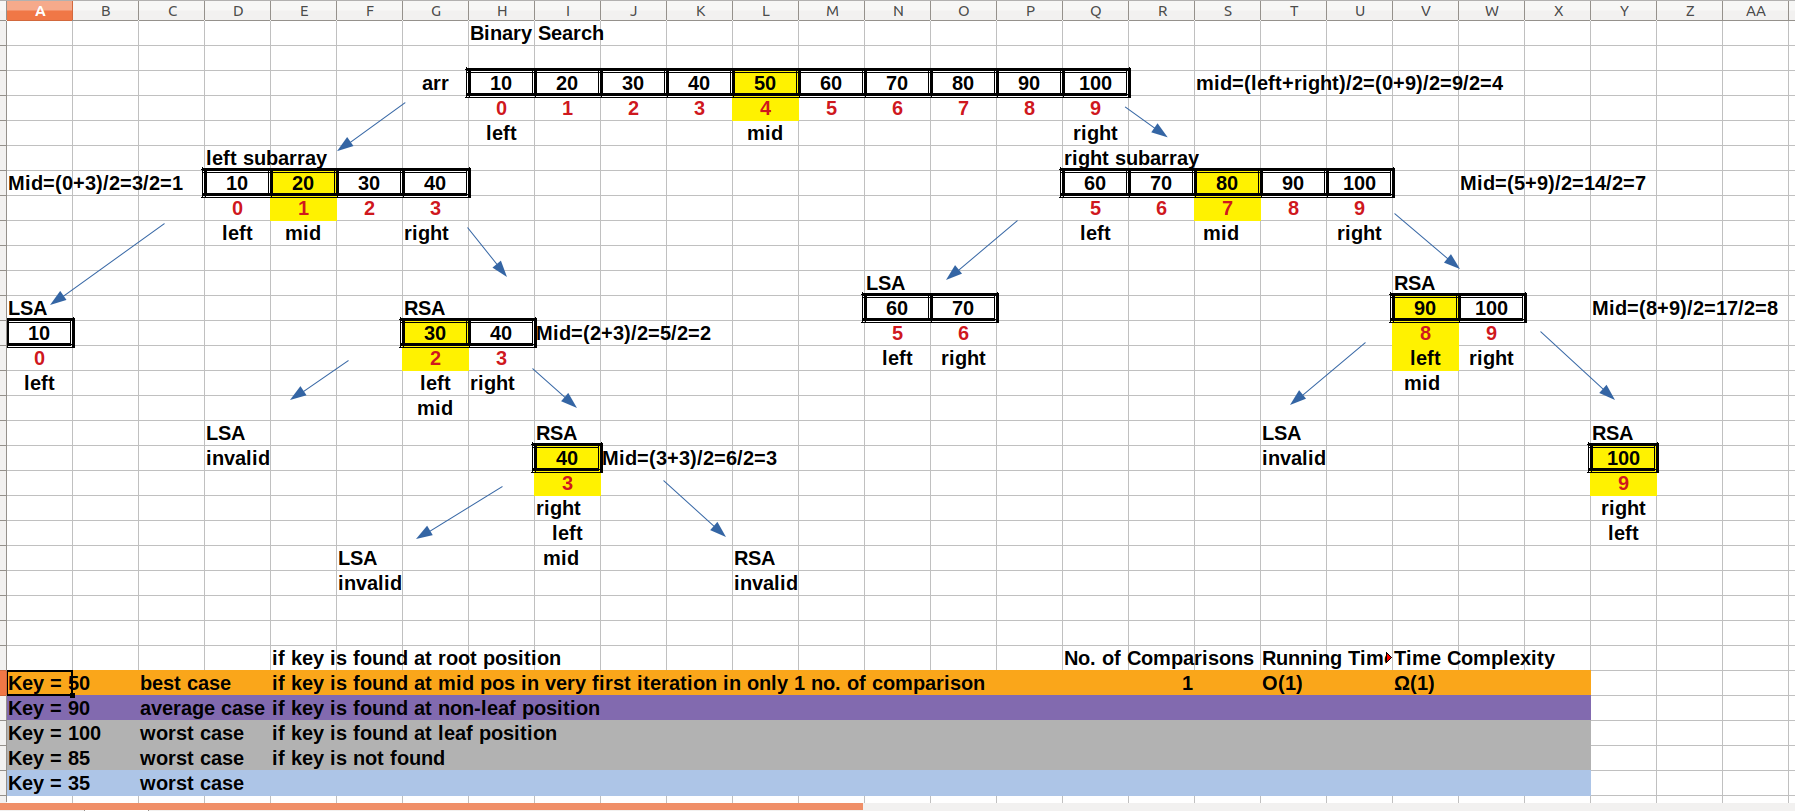 A B C D E F G H I J K L M N O P Q R S T U V W X Y Z AA
Binary Search
arr 10 20 30 40 50 60 70 80 90 100 mid=(left+right)/2=(0+9)/2=9/2=4
0 1 2 3 4 5 6 7 8 9
left mid right
left subarray right subarray
Mid=(0+3)/2=3/2=1 10 20 30 40 60 70 80 90 100 Mid=(5+9)/2=14/2=7
0 1 2 3 5 6 7 8 9
left mid right left mid right
LSA RSA
LSA RSA 60 70 90 100 Mid=(8+9)/2=17/2=8
10 30 40 Mid=(2+3)/2=5/2=2 5 6 8 9
0 2 3 left right left right
left left right mid
mid
LSA RSA LSA RSA
invalid 40 Mid=(3+3)/2=6/2=3 invalid 100
3 9
right right
left left
LSA mid RSA
invalid invalid
if key is found at root position No. of Comparisons Running Tim Time Complexity
Key = 50 best case if key is found at mid pos in very first iteration in only 1 no. of comparison 1 O(1) Ω(1)
Key = 90 average case if key is found at non-leaf position
Key = 100 worst case if key is found at leaf position
Key = 85 worst case if key is not found
Key = 35 worst case